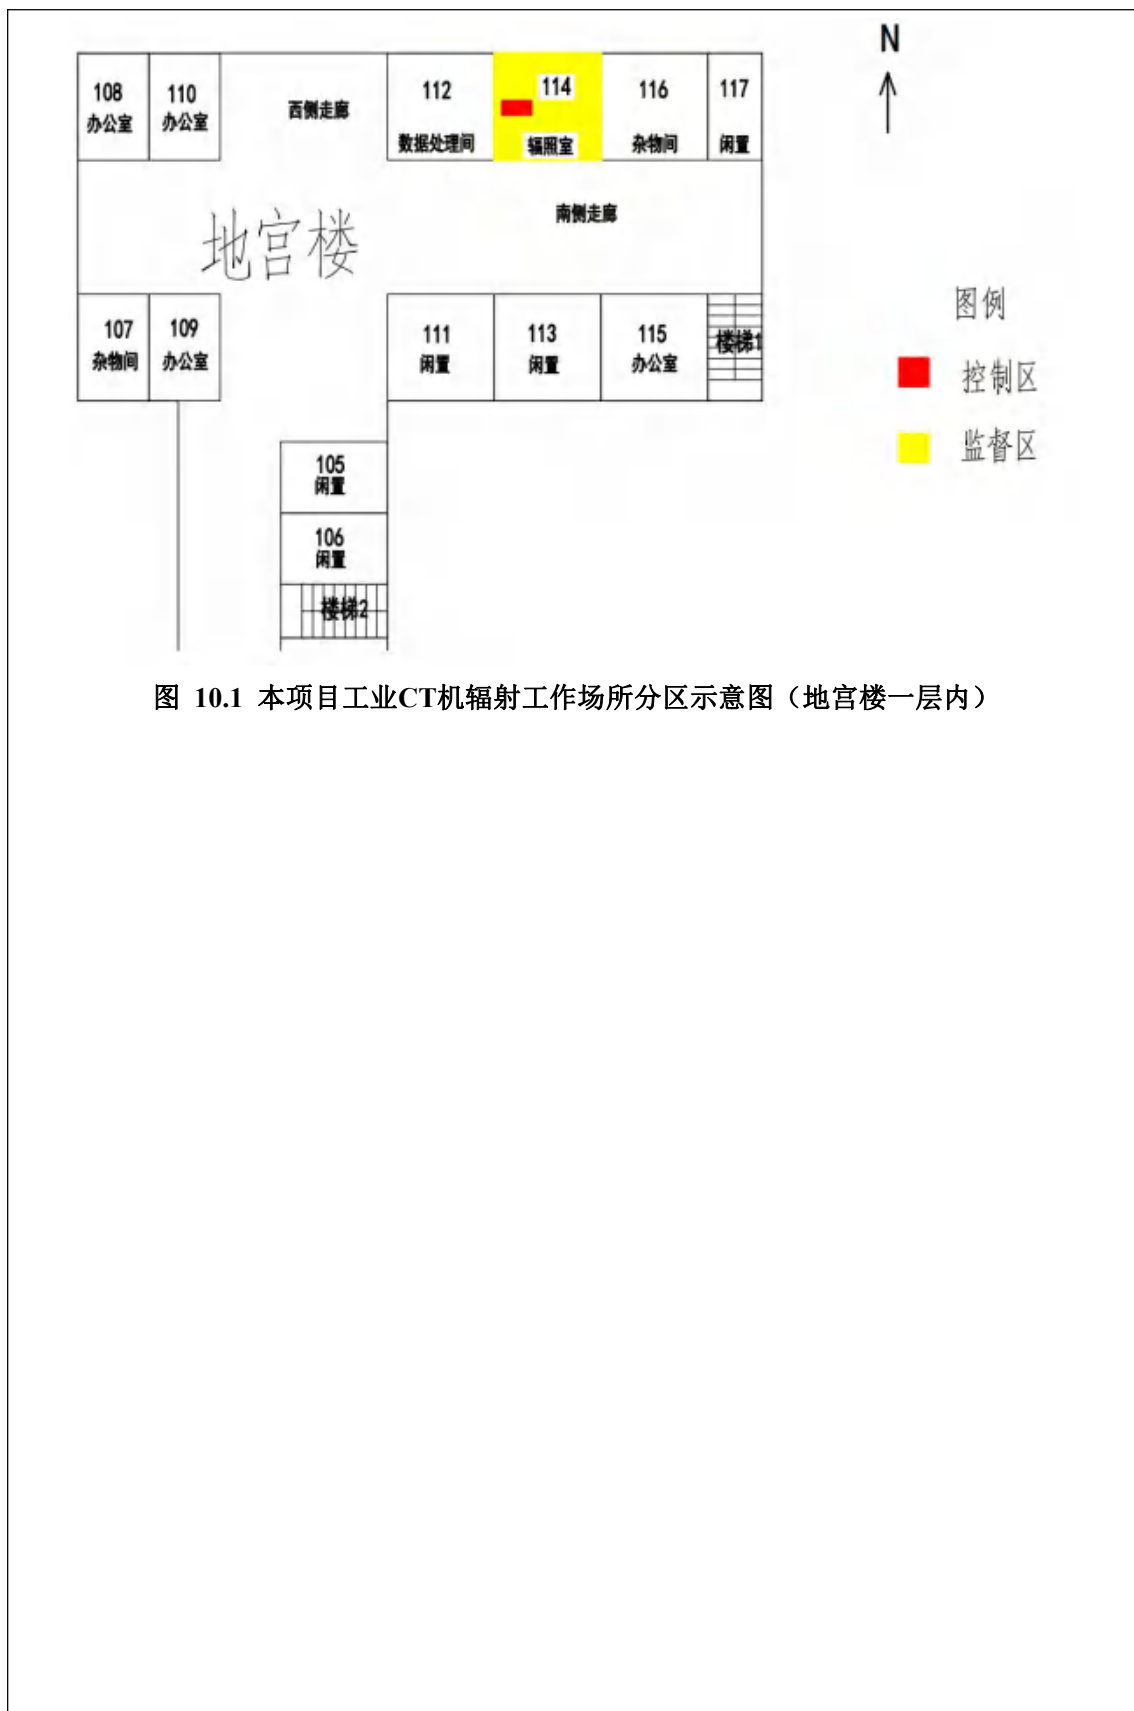 N
108
办公室
110
办公室
西侧走廊
112
数据处理间
114
辐照室
116
杂物间
117
闲置
南侧走廊
地宫楼
107
杂物间
109
办公室
111
闲置
113
闲置
115
办公室
楼梯1
图例
控制区
监督区
105
闲置
106
闲置
楼梯2
图 10.1 本项目工业CT机辐射工作场所分区示意图（地宫楼一层内）